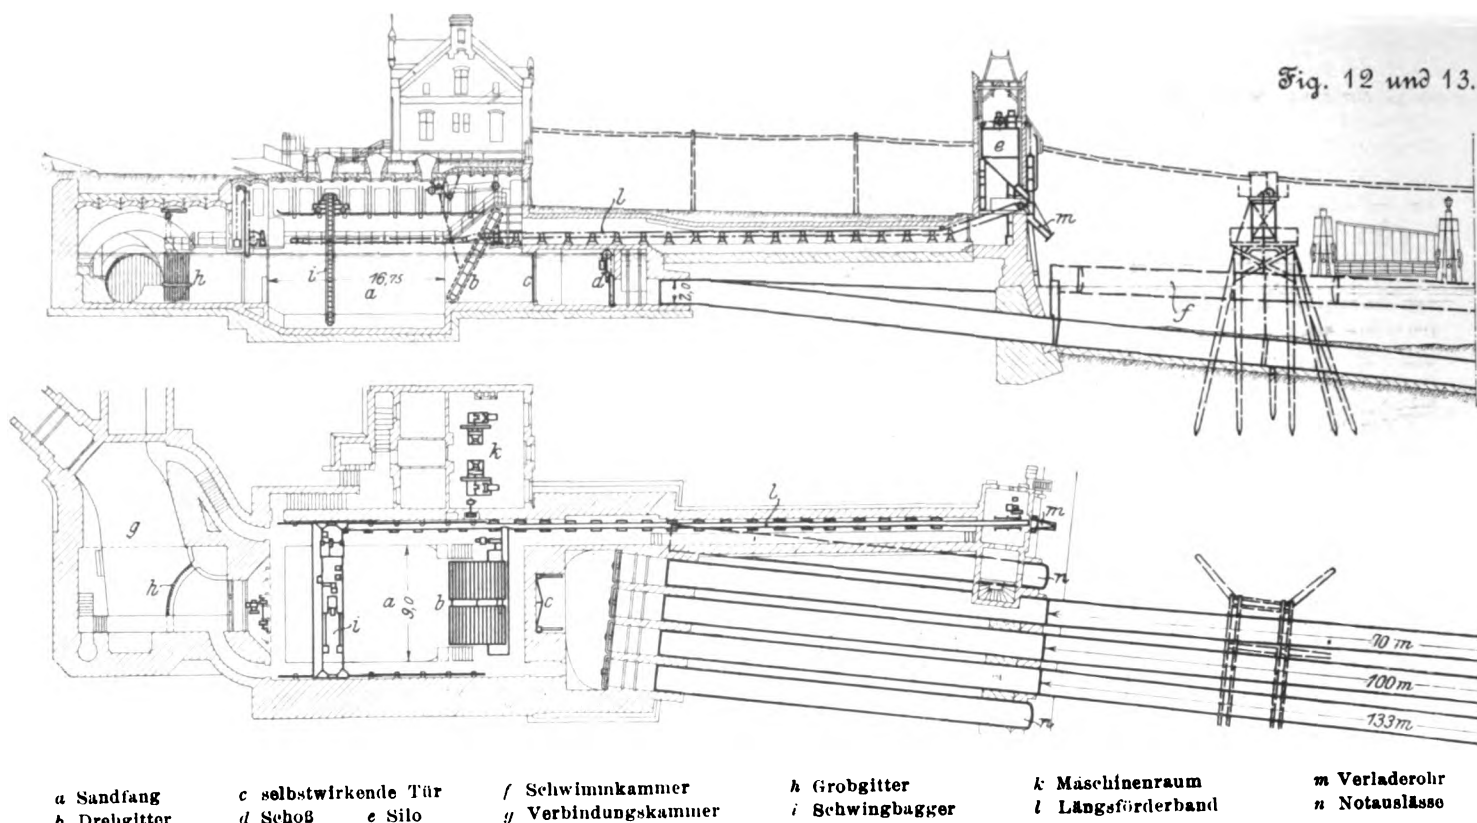 Fig. 12 und 13.
e
m
l
h
i
16,75
a
b
c
d
2,0
f
k
g
l
m
h
a
9,0
b
c
i
n
70 m
100 m
133 m
n
a Sandfang c selbstwirkende Tür f Schwimmkammer h Grobgitter k Maschinenraum m Verladerohr
b Drehgitter d Schoß e Silo g Verbindungskammer i Schwingbagger l Längsförderband n Notauslässe